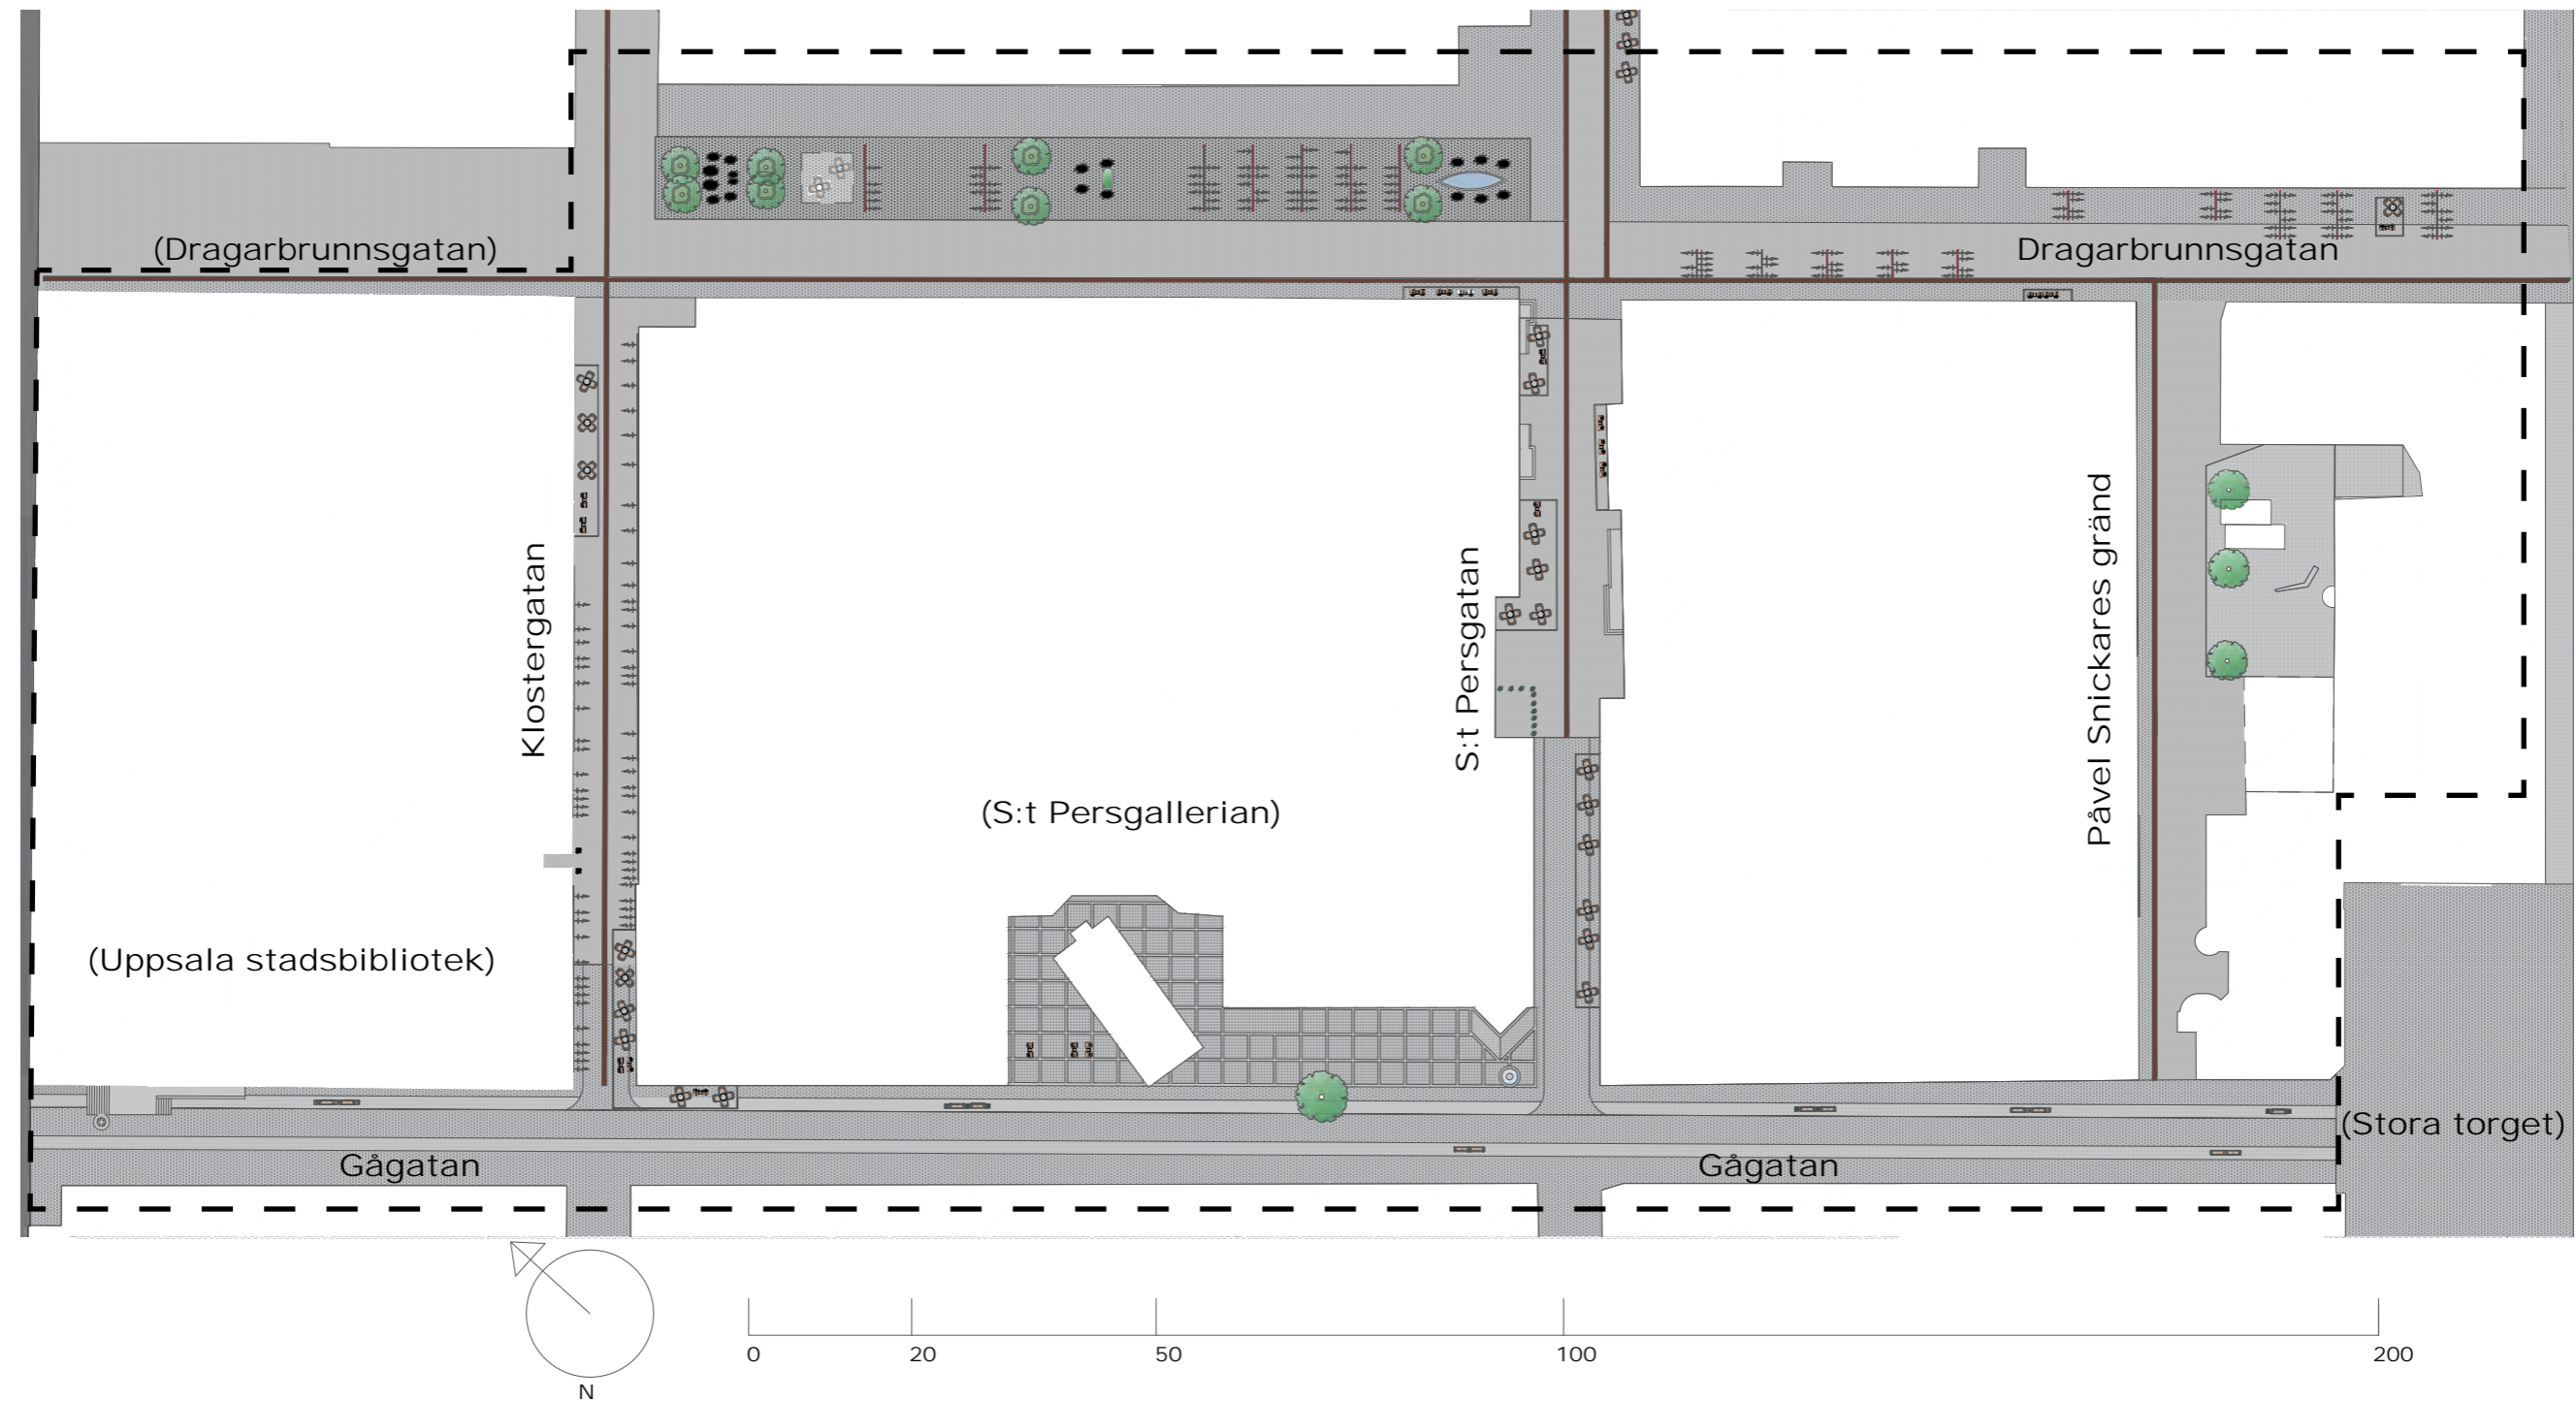 (Dragarbrunnsgatan)
Dragarbrunnsgatan
Klostergatan
S:t Persgatan
Påvel Snickares gränd
(S:t Persgallerian)
(Uppsala stadsbibliotek)
(Stora torget)
Gågatan
Gågatan
0
20
50
100
200
N